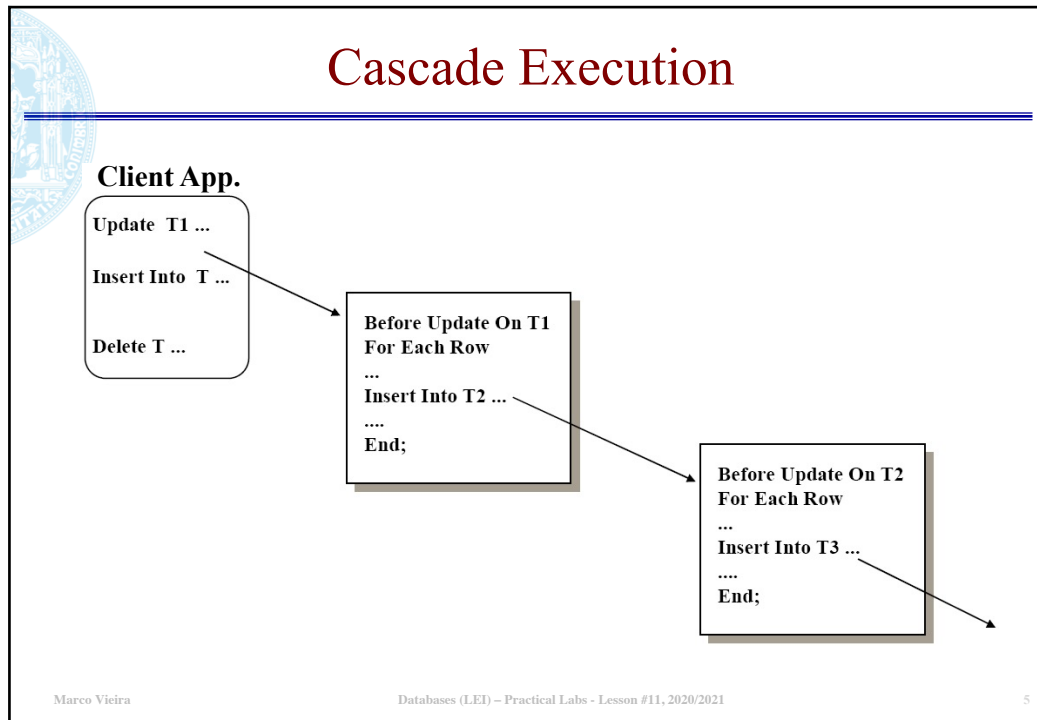 Cascade Execution
Client App.
Update T1 ...
Insert Into T ...
Delete T ...
Before Update On T1
For Each Row
...
Insert Into T2 ...
....
End;
Before Update On T2
For Each Row
...
Insert Into T3 ...
....
End;
Marco Vieira
Databases (LEI) – Practical Labs - Lesson #11, 2020/2021
5